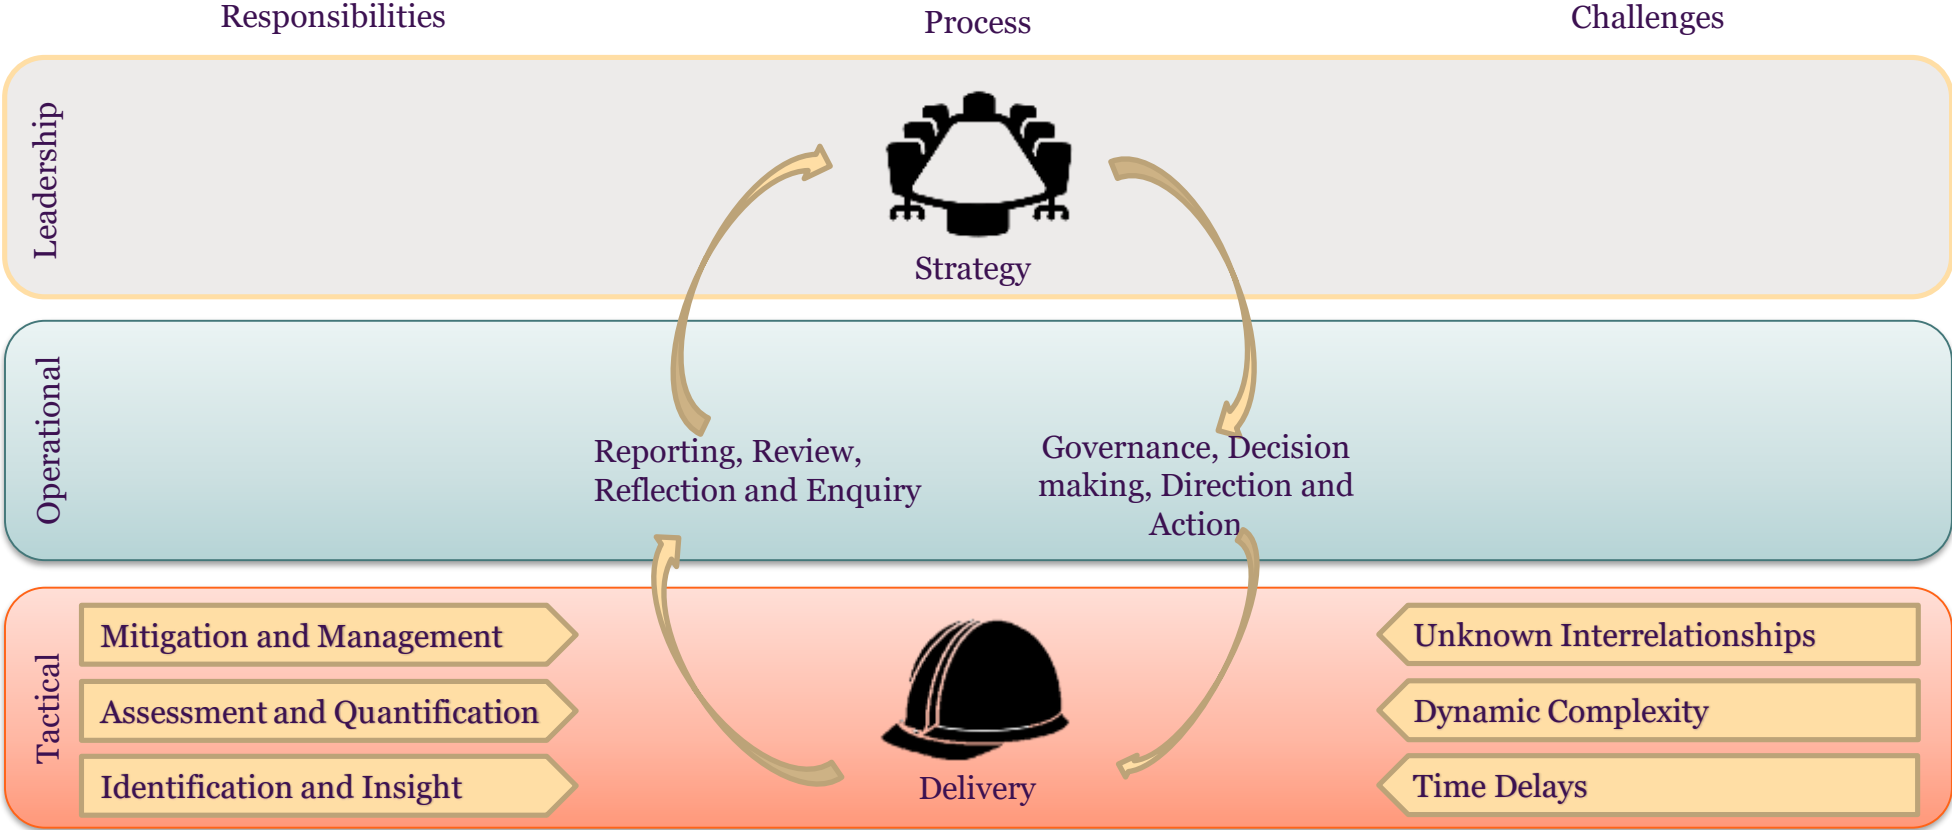 Responsibilities
Process
Challenges
Leadership
Strategy
Operational
Reporting, Review,
Reflection and Enquiry
Governance, Decision
making, Direction and
Action
Tactical
Mitigation and Management
Assessment and Quantification
Identification and Insight
Delivery
Unknown Interrelationships
Dynamic Complexity
Time Delays